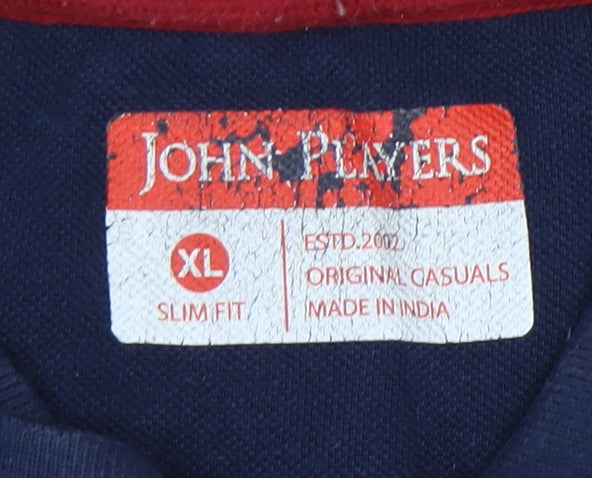 JOHN PLAYERS
XL
SLIM FIT
ESTD.2002
ORIGINAL CASUALS
MADE IN INDIA